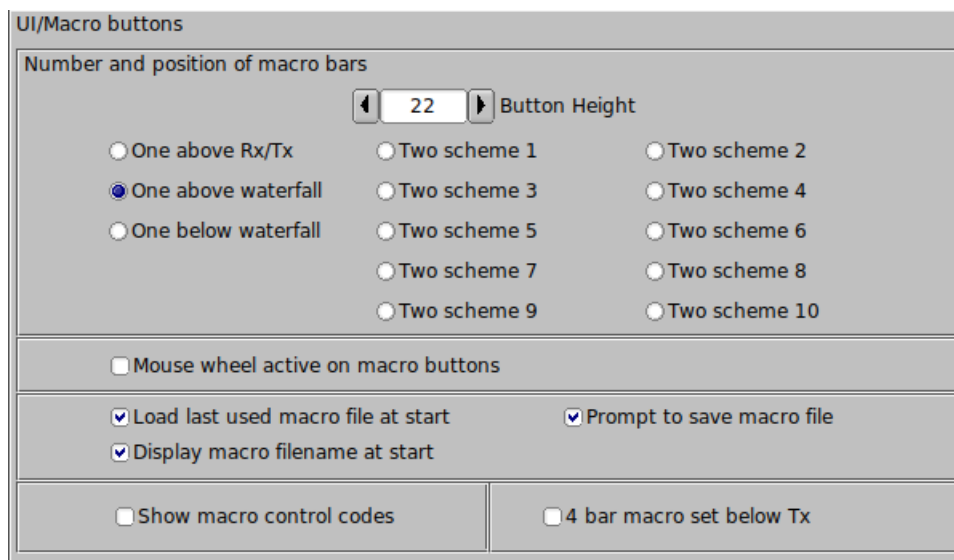 UI/Macro buttons
Number and position of macro bars
22 Button Height
One above Rx/Tx Two scheme 1 Two scheme 2
One above waterfall Two scheme 3 Two scheme 4
One below waterfall Two scheme 5 Two scheme 6
Two scheme 7 Two scheme 8
Two scheme 9 Two scheme 10
Mouse wheel active on macro buttons
Load last used macro file at start Prompt to save macro file
Display macro filename at start
Show macro control codes 4 bar macro set below Tx